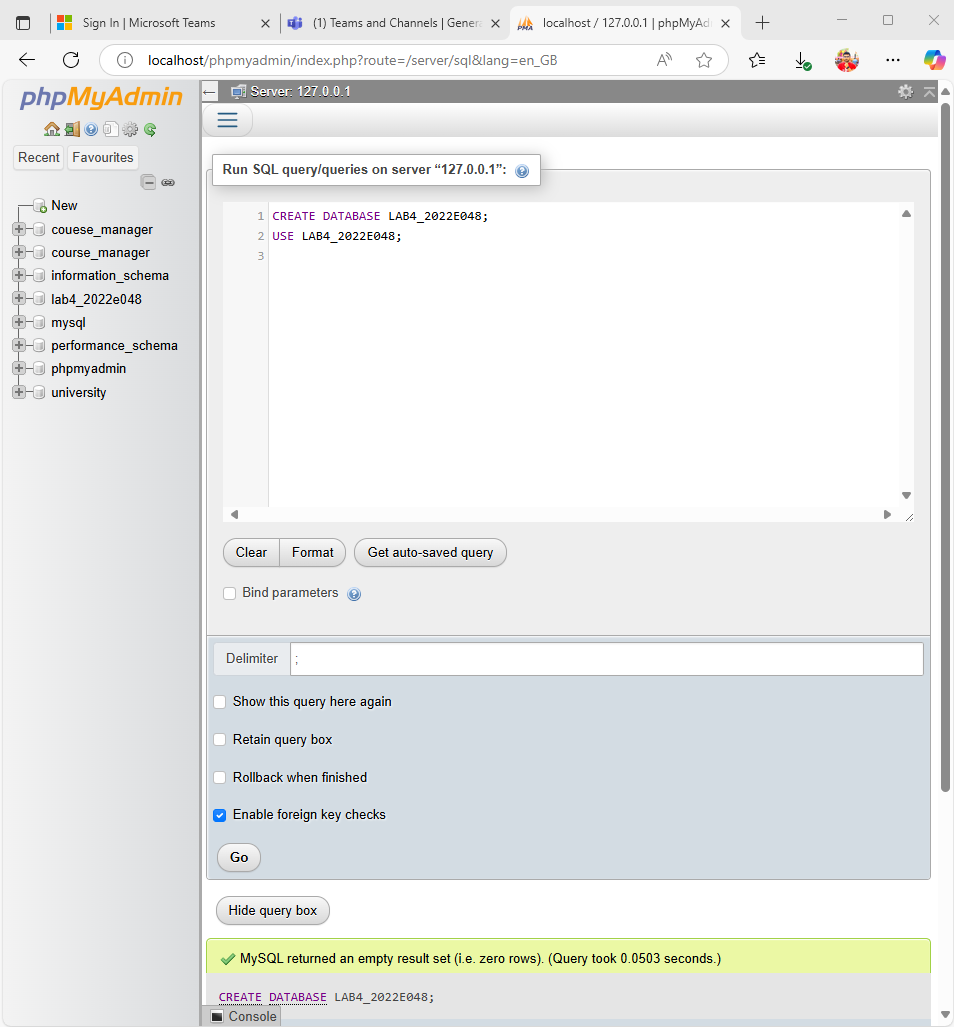 Sign In | Microsoft Teams
(1) Teams and Channels | Genera
localhost / 127.0.0.1 | phpMyAd
localhost/phpmyadmin/index.php?route=/server/sql&lang=en_GB
phpMyAdmin
Recent
Favourites
New
couese_manager
course_manager
information_schema
lab4_2022e048
mysql
performance_schema
phpmyadmin
university
Server: 127.0.0.1
Run SQL query/queries on server “127.0.0.1”:
1 CREATE DATABASE LAB4_2022E048;
2 USE LAB4_2022E048;
3
Clear
Format
Get auto-saved query
Bind parameters
Delimiter ;
Show this query here again
Retain query box
Rollback when finished
Enable foreign key checks
Go
Hide query box
MySQL returned an empty result set (i.e. zero rows). (Query took 0.0503 seconds.)
CREATE DATABASE LAB4_2022E048;
Console